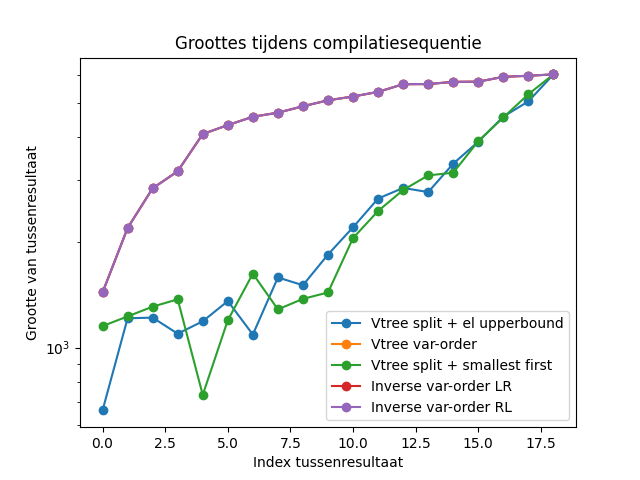 Groottes tijdens compilatiesequentie
Grootte van tussenresultaat
10³
0.0 2.5 5.0 7.5 10.0 12.5 15.0 17.5
Index tussenresultaat
Vtree split + el upperbound
Vtree var-order
Vtree split + smallest first
Inverse var-order LR
Inverse var-order RL